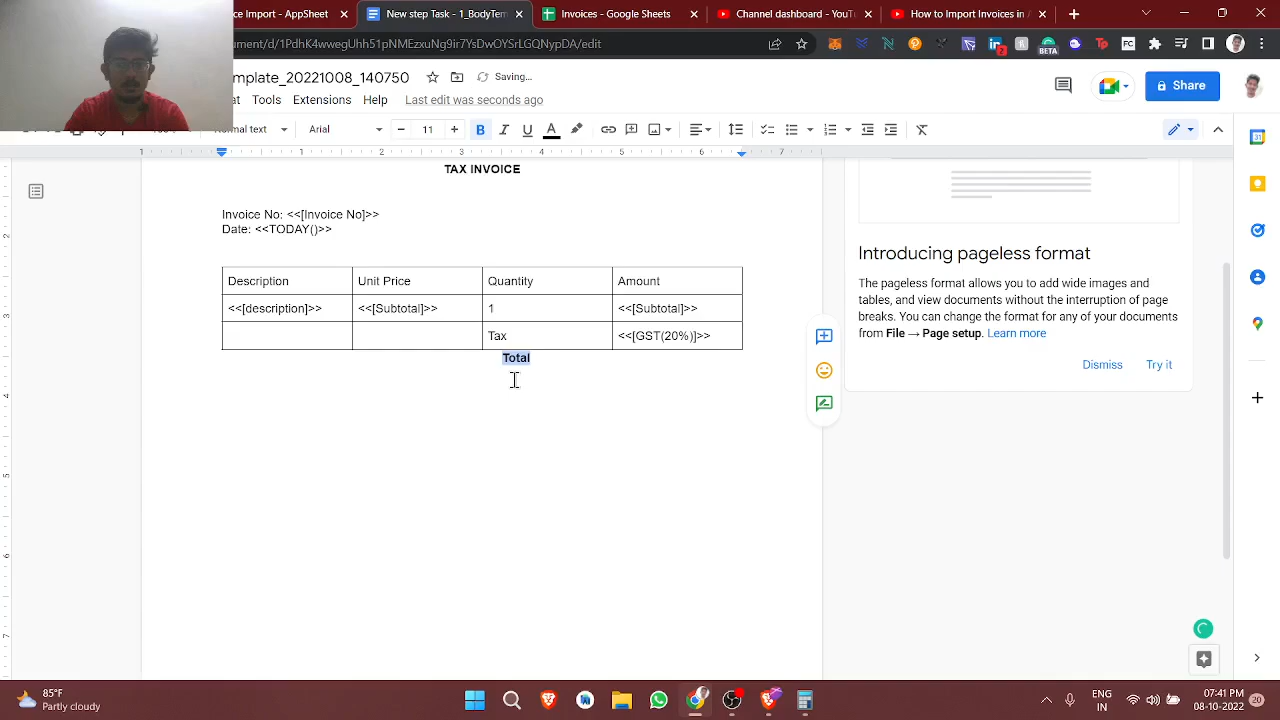 ce Import - AppSheet
New step Task - 1_BodyTem
Invoices - Google Sheets
Channel dashboard - YouTu
How to Import Invoices in A
ument/d/1PdhK4wwegUhh51pNMEzxuNg9ir7YsDwOYSrLGQNypDA/edit
BETA
template_20221008_140750
Saving...
at Tools Extensions Help Last edit was seconds ago
Share
Normal text
Arial
11
TAX INVOICE
Invoice No: <<[Invoice No]>>
Date: <<TODAY()>>
Description Unit Price Quantity Amount
<<[description]>> <<[Subtotal]>> 1 <<[Subtotal]>>
Tax <<[GST(20%)]>>
Total
Introducing pageless format
The pageless format allows you to add wide images and
tables, and view documents without the interruption of page
breaks. You can change the format for any of your documents
from File → Page setup. Learn more
Dismiss Try it
85°F
Partly cloudy
ENG
IN
07:41 PM
08-10-2022
20